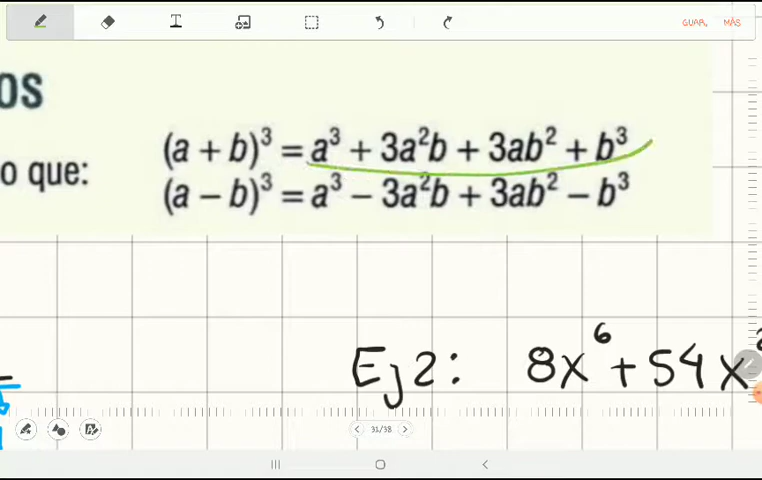 GUAR. MÁS
OS
(a + b)³ = a³ + 3a²b + 3ab² + b³
o que:
(a − b)³ = a³ − 3a²b + 3ab² − b³
Ej2: 8x⁶ + 54x
31/38